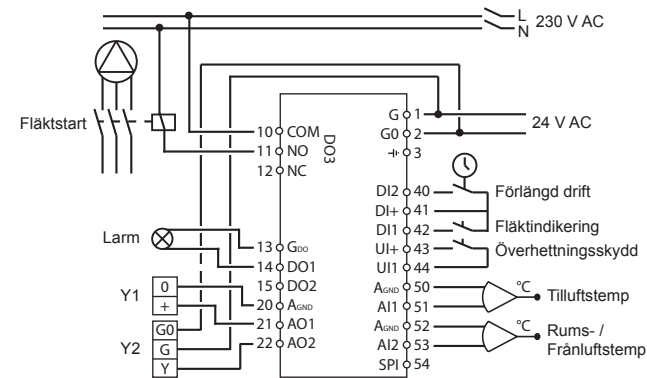 L
N 230 V AC
Fläktstart
G 1
G0 2
⊣⊢ 3
24 V AC
10 COM
11 NO
12 NC
DO3
DI2 40 Förlängd drift
DI+ 41
DI1 42 Fläktindikering
UI+ 43 Överhettningsskydd
UI1 44
Larm
13 GDO
14 DO1
15 DO2
20 AGND
21 AO1
22 AO2
Y1
0
+
Y2
G0
G
Y
AGND 50
AI1 51
°C
Tilluftstemp
AGND 52
AI2 53
°C
Rums- /
Frånluftstemp
SPI 54